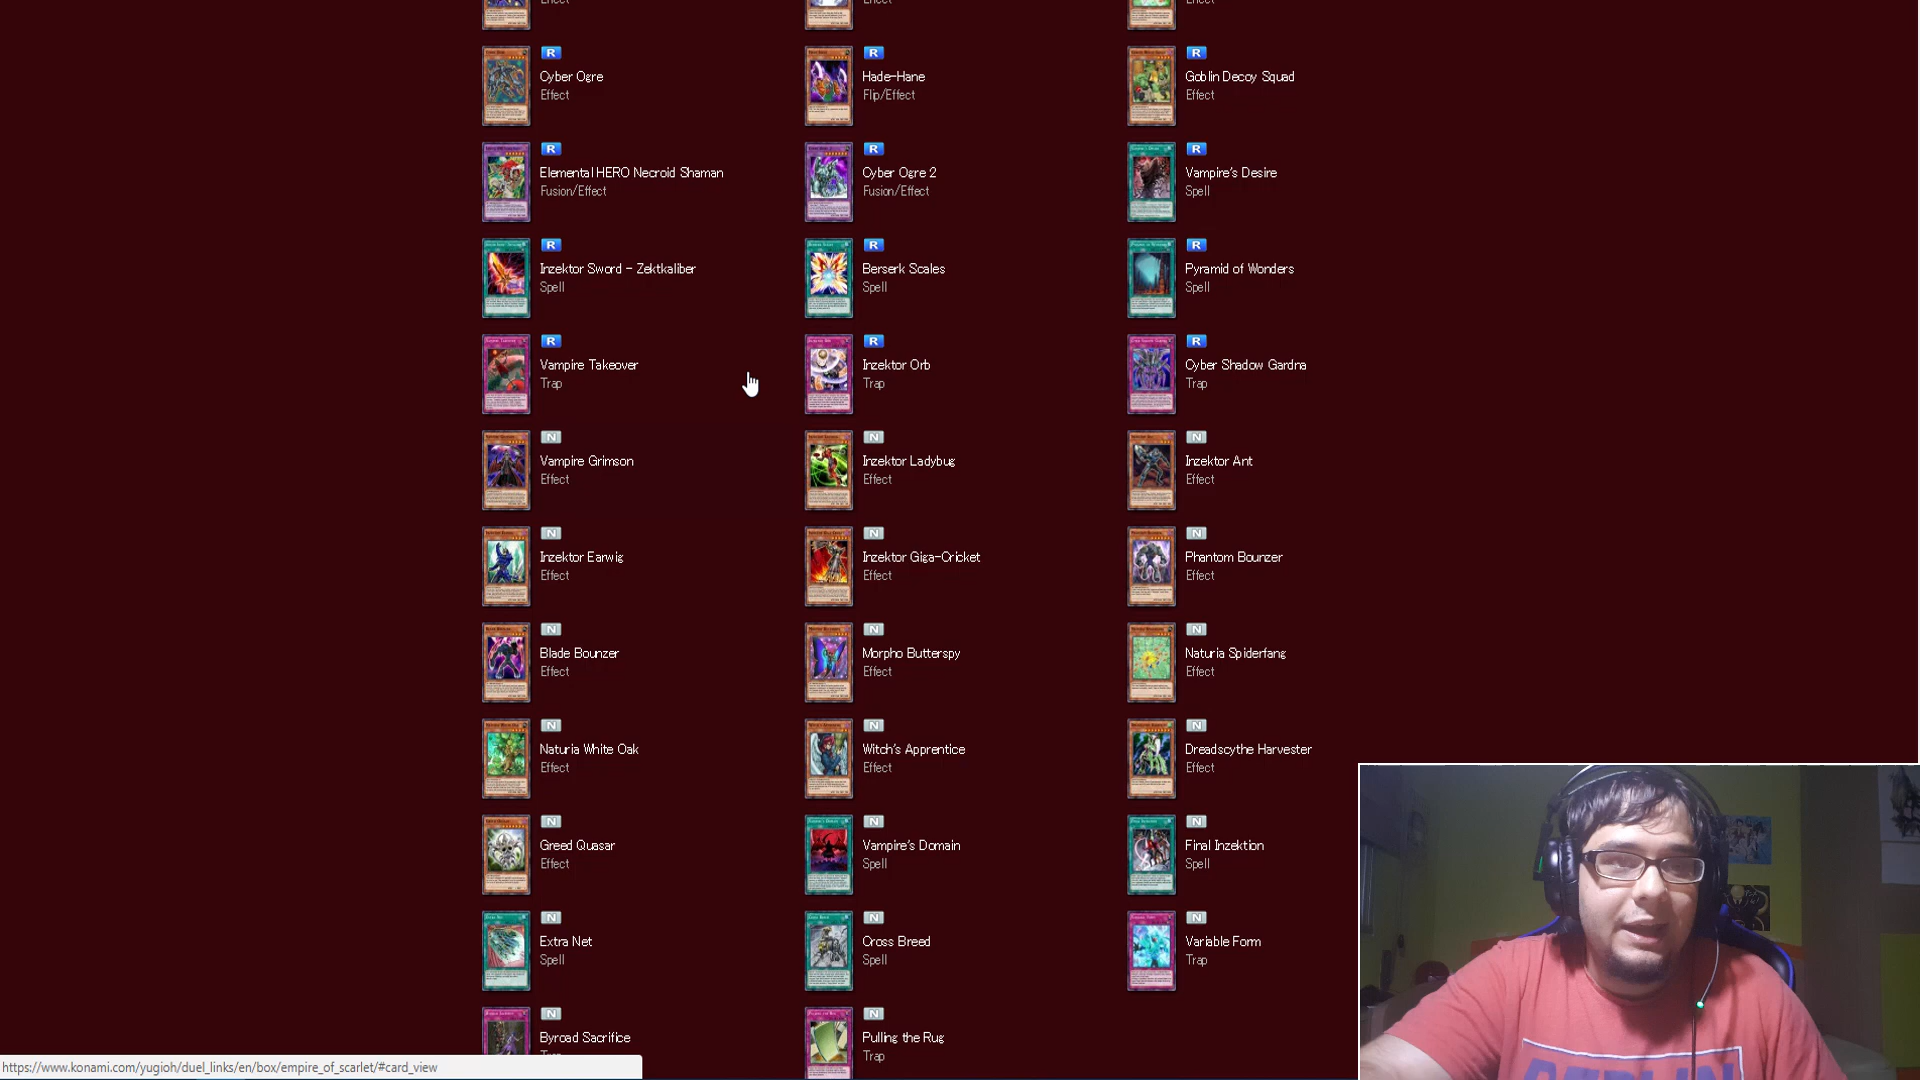 Effect Effect Effect
R R R
Cyber Ogre Hade-Hane Goblin Decoy Squad
Effect Flip/Effect Effect
R R R
Elemental HERO Necroid Shaman Cyber Ogre 2 Vampire's Desire
Fusion/Effect Fusion/Effect Spell
R R R
Inzektor Sword - Zektkaliber Berserk Scales Pyramid of Wonders
Spell Spell Spell
R R R
Vampire Takeover Inzektor Orb Cyber Shadow Gardna
Trap Trap Trap
N N N
Vampire Grimson Inzektor Ladybug Inzektor Ant
Effect Effect Effect
N N N
Inzektor Earwig Inzektor Giga-Cricket Phantom Bounzer
Effect Effect Effect
N N N
Blade Bounzer Morpho Butterspy Naturia Spiderfang
Effect Effect Effect
N N N
Naturia White Oak Witch's Apprentice Dreadscythe Harvester
Effect Effect Effect
N N N
Greed Quasar Vampire's Domain Final Inzektion
Effect Spell Spell
N N N
Extra Net Cross Breed Variable Form
Spell Spell Trap
N N
Byroad Sacrifice Pulling the Rug
Trap Trap
https://www.konami.com/yugioh/duel_links/en/box/empire_of_scarlet/#card_view